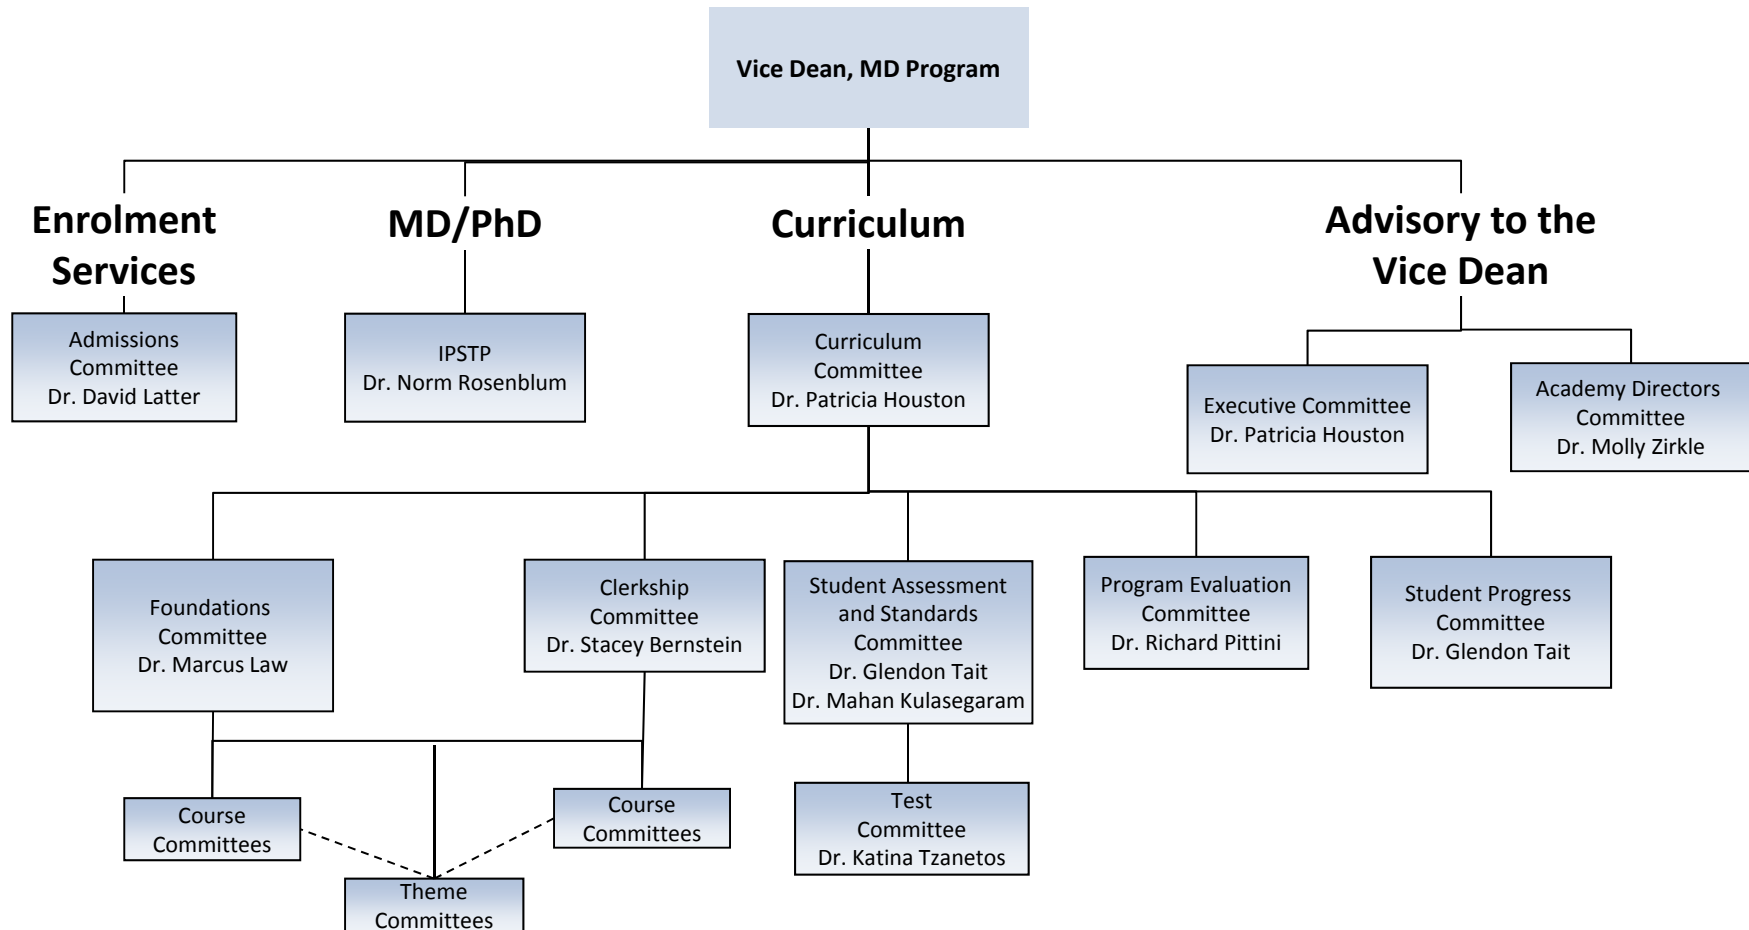 Vice Dean, MD Program
Enrolment
Services
MD/PhD
Curriculum
Advisory to the
Vice Dean
Admissions
Committee
Dr. David Latter
IPSTP
Dr. Norm Rosenblum
Curriculum
Committee
Dr. Patricia Houston
Executive Committee
Dr. Patricia Houston
Academy Directors
Committee
Dr. Molly Zirkle
Foundations
Committee
Dr. Marcus Law
Clerkship
Committee
Dr. Stacey Bernstein
Student Assessment
and Standards
Committee
Dr. Glendon Tait
Dr. Mahan Kulasegaram
Program Evaluation
Committee
Dr. Richard Pittini
Student Progress
Committee
Dr. Glendon Tait
Course
Committees
Course
Committees
Test
Committee
Dr. Katina Tzanetos
Theme
Committees